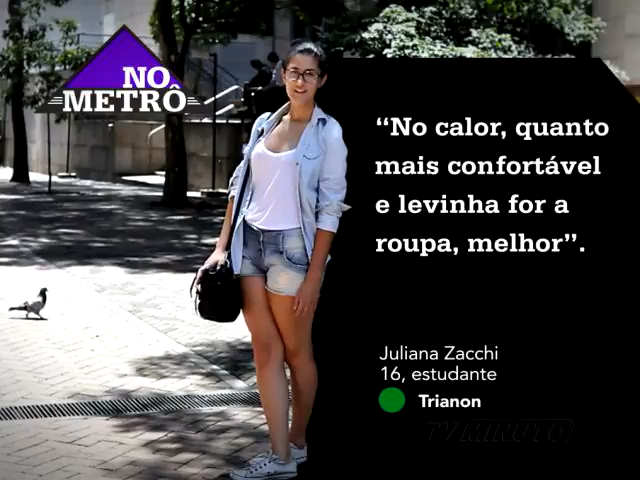 NO
METRÔ
“No calor, quanto
mais confortável
e levinha for a
roupa, melhor”.
Juliana Zacchi
16, estudante
Trianon
TV MINUTO